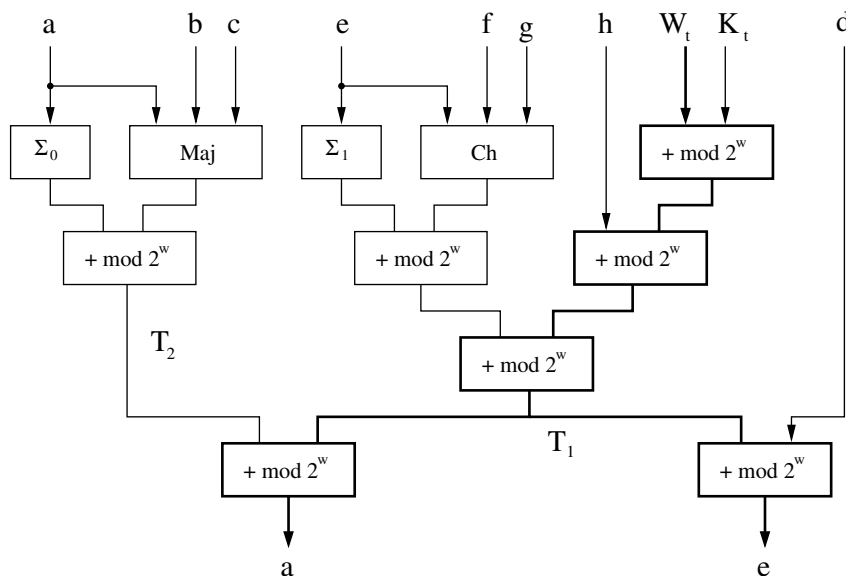 a b c e f g h W_t K_t d
Σ_0 Maj Σ_1 Ch + mod 2^w
+ mod 2^w + mod 2^w + mod 2^w
T_2 + mod 2^w
T_1
+ mod 2^w + mod 2^w
a e